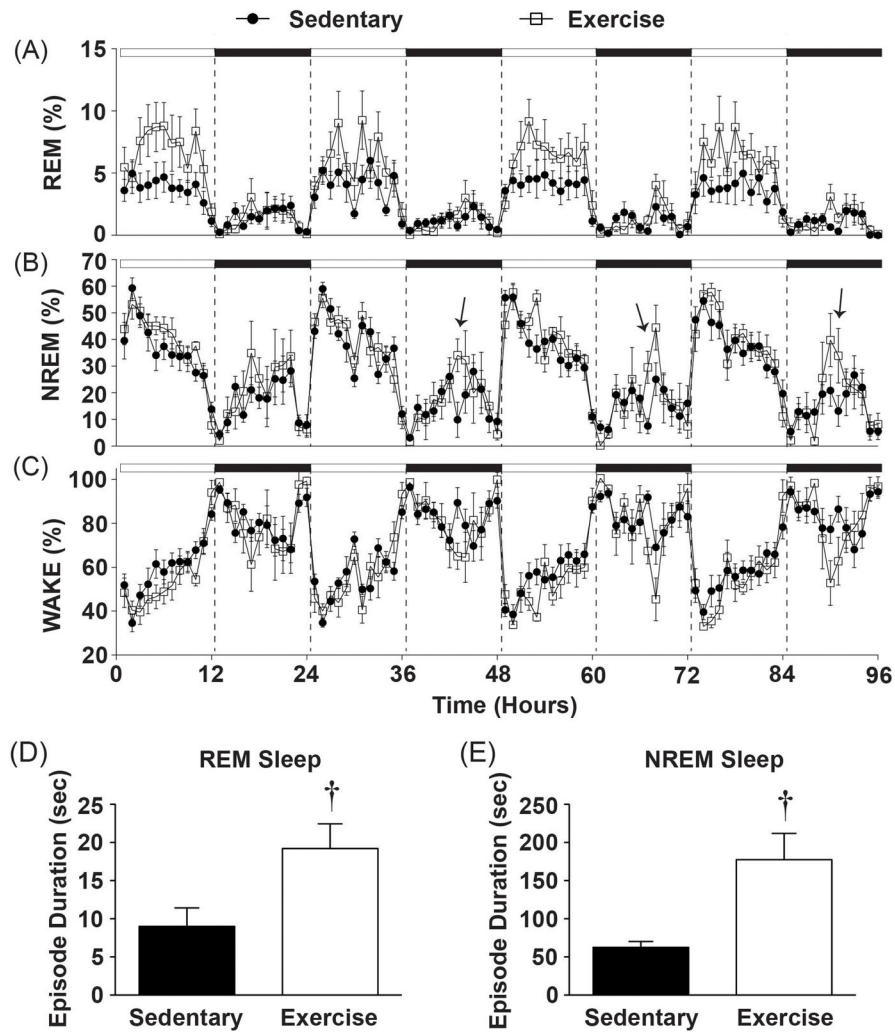 Sedentary Exercise
(A)
REM (%)
15
10
5
0
(B)
NREM (%)
70
60
50
40
30
20
10
0
(C)
WAKE (%)
100
80
60
40
20
0 12 24 36 48 60 72 84 96
Time (Hours)
(D)
REM Sleep
Episode Duration (sec)
25
20
15
10
5
0
†
Sedentary Exercise
(E)
NREM Sleep
Episode Duration (sec)
250
200
150
100
50
0
†
Sedentary Exercise